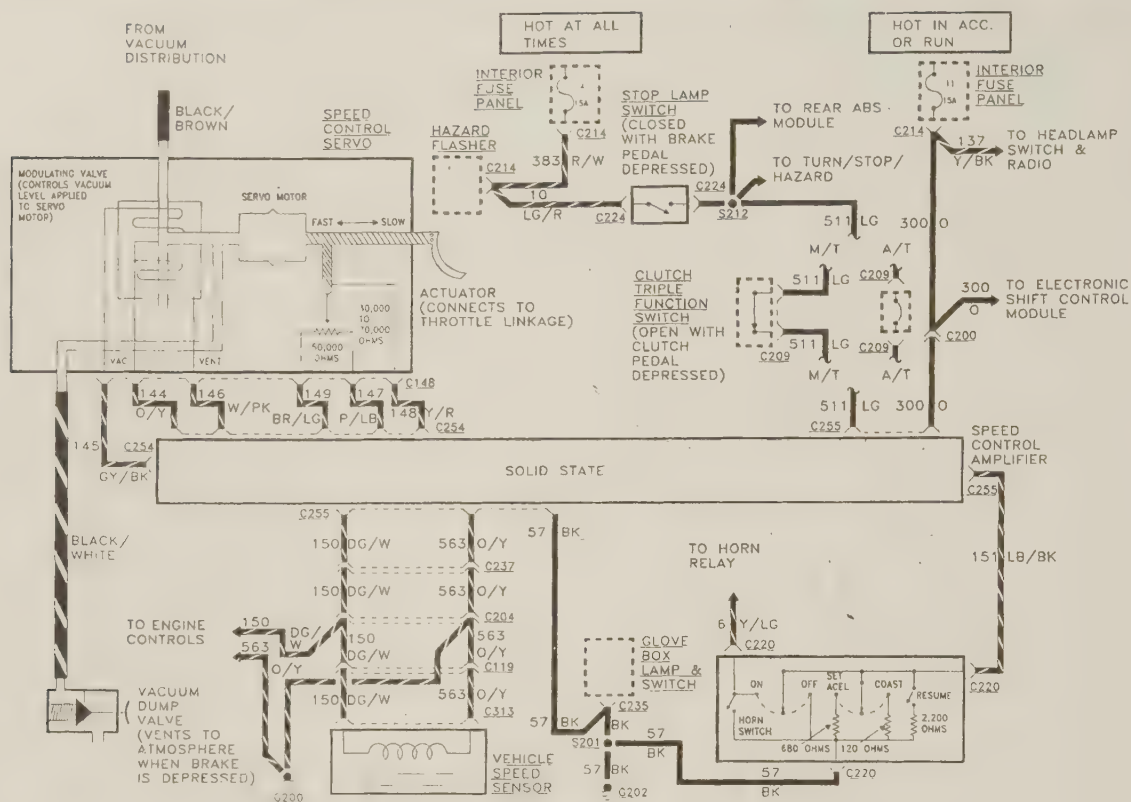 FROM
VACUUM
DISTRIBUTION
BLACK/
BROWN
SPEED
CONTROL
SERVO
HOT AT ALL
TIMES
HOT IN ACC.
OR RUN
INTERIOR
FUSE
PANEL
4
15A
C214
383
R/W
HAZARD
FLASHER
C214
10
LG/R
C224
STOP LAMP
SWITCH
(CLOSED
WITH BRAKE
PEDAL
DEPRESSED)
C224
S212
TO REAR ABS
MODULE
TO TURN/STOP/
HAZARD
11
15A
INTERIOR
FUSE
PANEL
C214
137
Y/BK
TO HEADLAMP
SWITCH &
RADIO
MODULATING VALVE
(CONTROLS VACUUM
LEVEL APPLIED
TO SERVO
MOTOR)
SERVO MOTOR
FAST
SLOW
ACTUATOR
(CONNECTS TO
THROTTLE LINKAGE)
50,000
OHMS
VAC
VENT
511 LG
300 O
M/T
A/T
C209
CLUTCH
TRIPLE
FUNCTION
SWITCH
(OPEN WITH
CLUTCH
PEDAL
DEPRESSED)
511 LG
511 LG
C209
C209
M/T
A/T
300
O
TO ELECTRONIC
SHIFT CONTROL
MODULE
C200
C148
144
O/Y
146
W/PK
149
BR/LG
147
P/LB
148
Y/R
C254
145
GY/BK
C254
511 LG
300 O
C255
SPEED
CONTROL
AMPLIFIER
SOLID STATE
C255
151 LB/BK
BLACK/
WHITE
C255
150 DG/W
563 O/Y
57 BK
C237
150 DG/W
563 O/Y
C204
TO ENGINE
CONTROLS
150
DG/
W
563
O/Y
150
DG/W
563
O/Y
C119
150 DG/W
563 O/Y
C313
VACUUM
DUMP
VALVE
(VENTS TO
ATMOSPHERE
WHEN BRAKE
IS DEPRESSED)
G200
VEHICLE
SPEED
SENSOR
TO HORN
RELAY
6 Y/LG
C220
GLOVE
BOX
LAMP &
SWITCH
C235
57 BK
BK
S201
57
BK
57 BK
G202
57
BK
C220
C220
ON
OFF
SET
ACEL
COAST
RESUME
HORN
SWITCH
680 OHMS
120 OHMS
2,200
OHMS